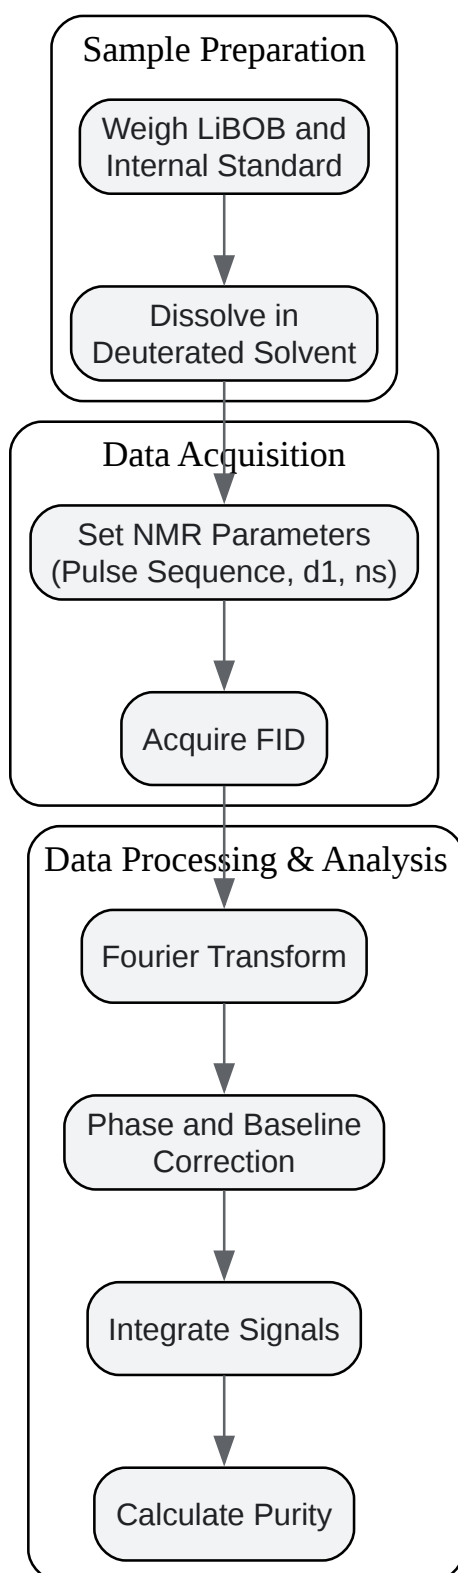 Sample Preparation
Weigh LiBOB and
Internal Standard
Dissolve in
Deuterated Solvent
Data Acquisition
Set NMR Parameters
(Pulse Sequence, d1, ns)
Acquire FID
Data Processing & Analysis
Fourier Transform
Phase and Baseline
Correction
Integrate Signals
Calculate Purity